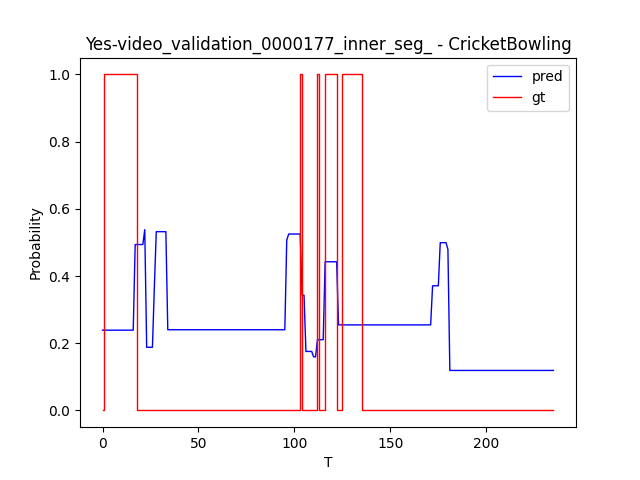 Yes-video_validation_0000177_inner_seg_ - CricketBowling
pred
gt
1.0
0.8
0.6
0.4
0.2
0.0
Probability
0
50
100
150
200
T